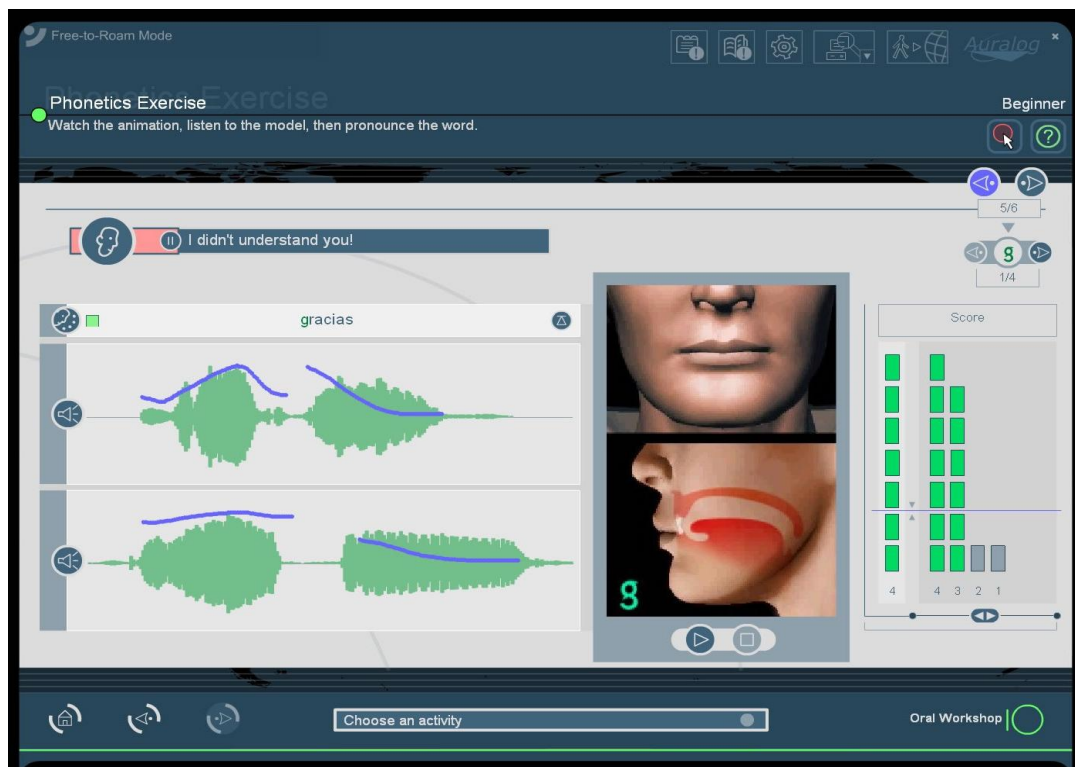 Free-to-Roam Mode
Auralog
Phonetics Exercise
Phonetics Exercise
Beginner
Watch the animation, listen to the model, then pronounce the word.
5/6
I didn't understand you!
g
1/4
gracias
Score
g
4 4 3 2 1
Choose an activity
Oral Workshop